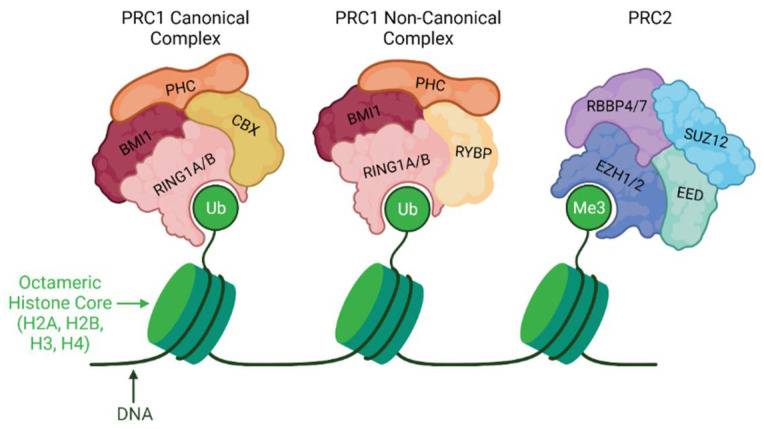 PRC1 Canonical
Complex
PRC1 Non-Canonical
Complex
PRC2
PHC
BMI1
CBX
RING1A/B
Ub
PHC
BMI1
RING1A/B
RYBP
Ub
RBBP4/7
SUZ12
EZH1/2
EED
Me3
Octameric
Histone Core
(H2A, H2B,
H3, H4)
DNA